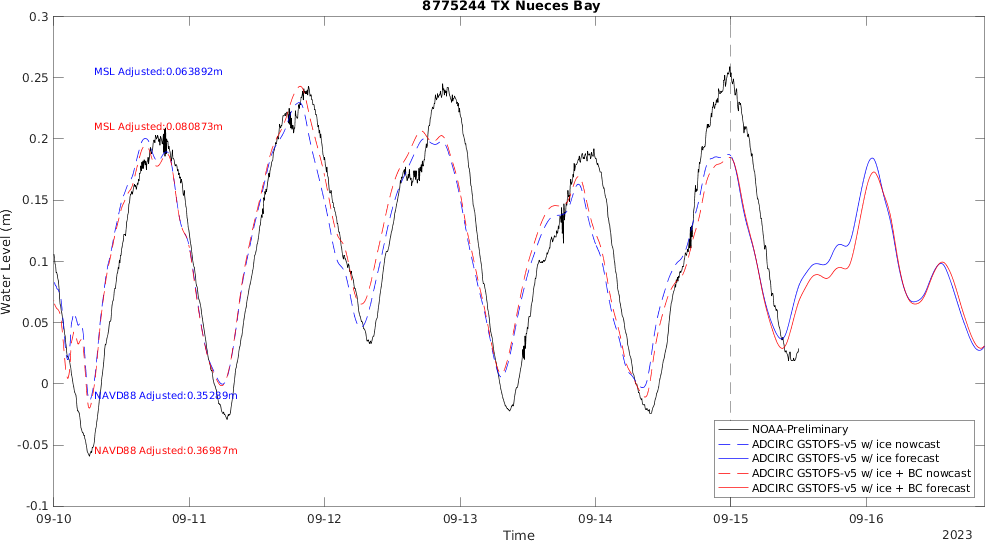 8775244 TX Nueces Bay
0.3
0.25
0.2
0.15
0.1
0.05
0
-0.05
-0.1
Water Level (m)
MSL Adjusted:0.063892m
MSL Adjusted:0.080873m
NAVD88 Adjusted:0.35289m
NAVD88 Adjusted:0.36987m
NOAA-Preliminary
ADCIRC GSTOFS-v5 w/ ice nowcast
ADCIRC GSTOFS-v5 w/ ice forecast
ADCIRC GSTOFS-v5 w/ ice + BC nowcast
ADCIRC GSTOFS-v5 w/ ice + BC forecast
09-10 09-11 09-12 09-13 09-14 09-15 09-16
Time
2023